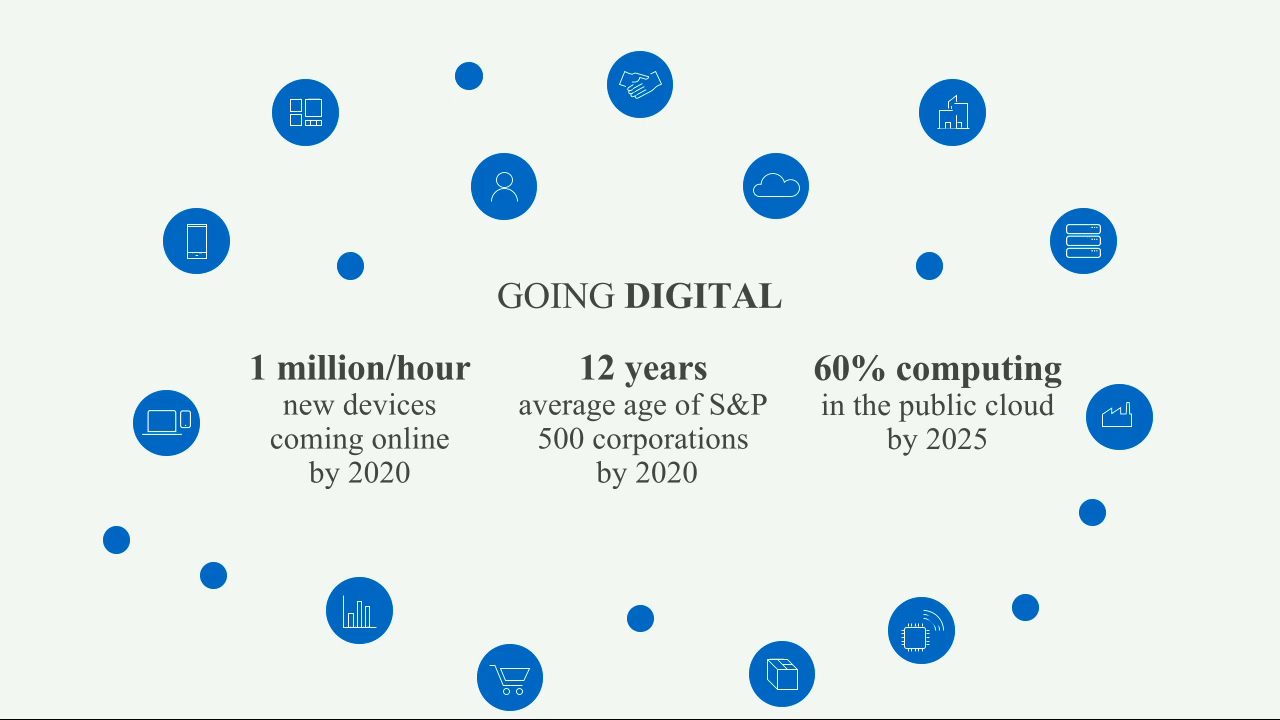 GOING DIGITAL
1 million/hour
new devices
coming online
by 2020
12 years
average age of S&P
500 corporations
by 2020
60% computing
in the public cloud
by 2025